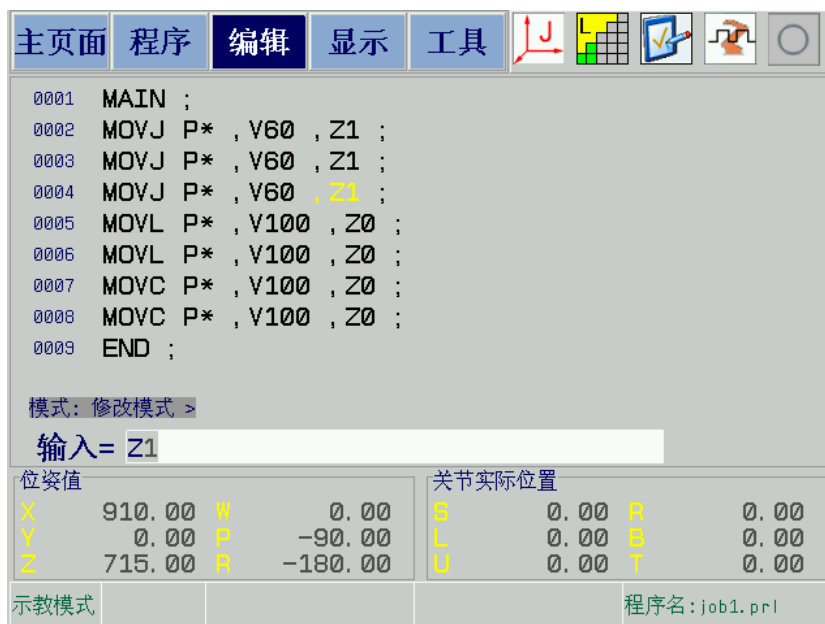 主页面 程序 编辑 显示 工具 J L
0001 MAIN ;
0002 MOVJ P* ,V60 ,Z1 ;
0003 MOVJ P* ,V60 ,Z1 ;
0004 MOVJ P* ,V60 ,Z1 ;
0005 MOVL P* ,V100 ,Z0 ;
0006 MOVL P* ,V100 ,Z0 ;
0007 MOVC P* ,V100 ,Z0 ;
0008 MOVC P* ,V100 ,Z0 ;
0009 END ;
模式: 修改模式 >
输入= Z1
位姿值 关节实际位置
X 910.00 W 0.00 S 0.00 R 0.00
Y 0.00 P -90.00 L 0.00 B 0.00
Z 715.00 R -180.00 U 0.00 T 0.00
示教模式 程序名:job1.prl